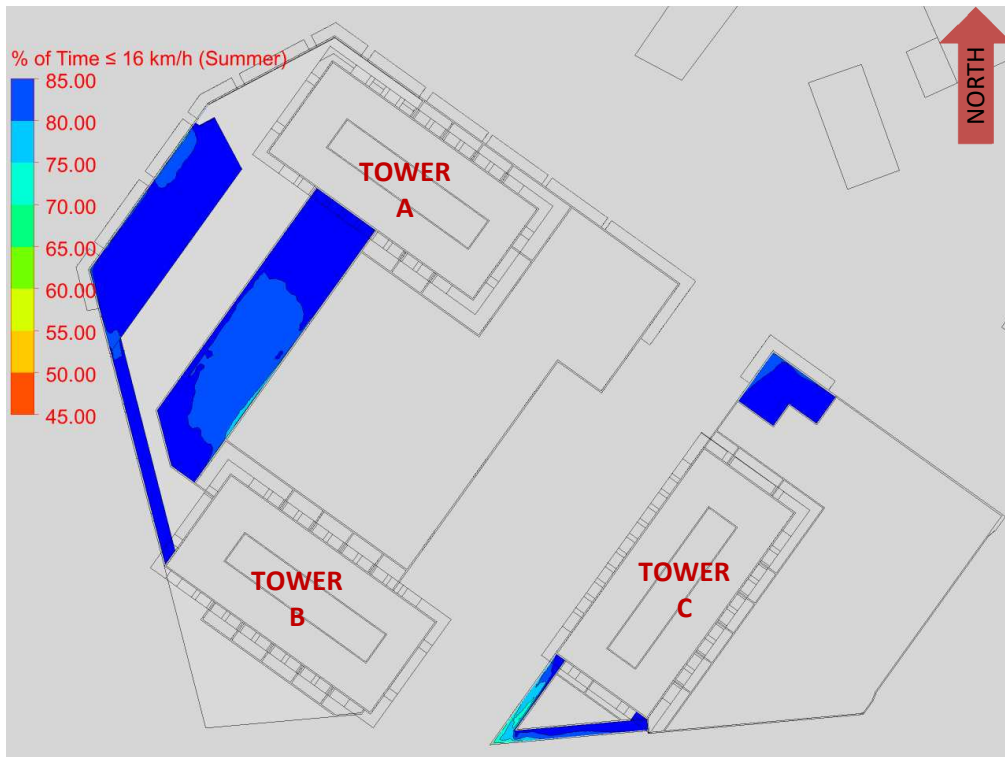 % of Time ≤ 16 km/h (Summer)
85.00
80.00
75.00
70.00
65.00
60.00
55.00
50.00
45.00
NORTH
TOWER
A
TOWER
B
TOWER
C